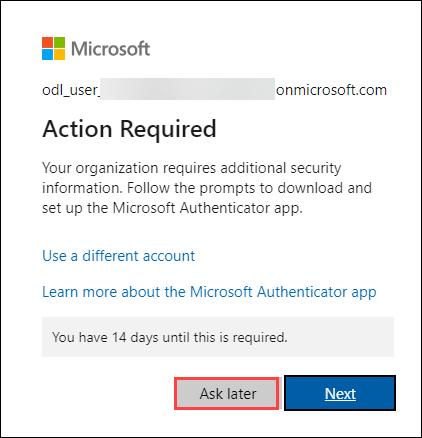 Microsoft
odl_user_ onmicrosoft.com
Action Required
Your organization requires additional security
information. Follow the prompts to download and
set up the Microsoft Authenticator app.
Use a different account
Learn more about the Microsoft Authenticator app
You have 14 days until this is required.
Ask later Next